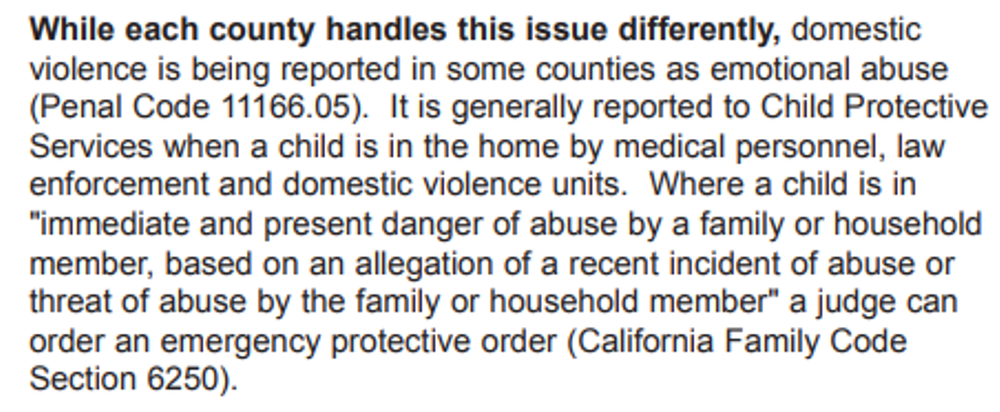 While each county handles this issue differently, domestic
violence is being reported in some counties as emotional abuse
(Penal Code 11166.05).  It is generally reported to Child Protective
Services when a child is in the home by medical personnel, law
enforcement and domestic violence units.  Where a child is in
"immediate and present danger of abuse by a family or household
member, based on an allegation of a recent incident of abuse or
threat of abuse by the family or household member" a judge can
order an emergency protective order (California Family Code
Section 6250).